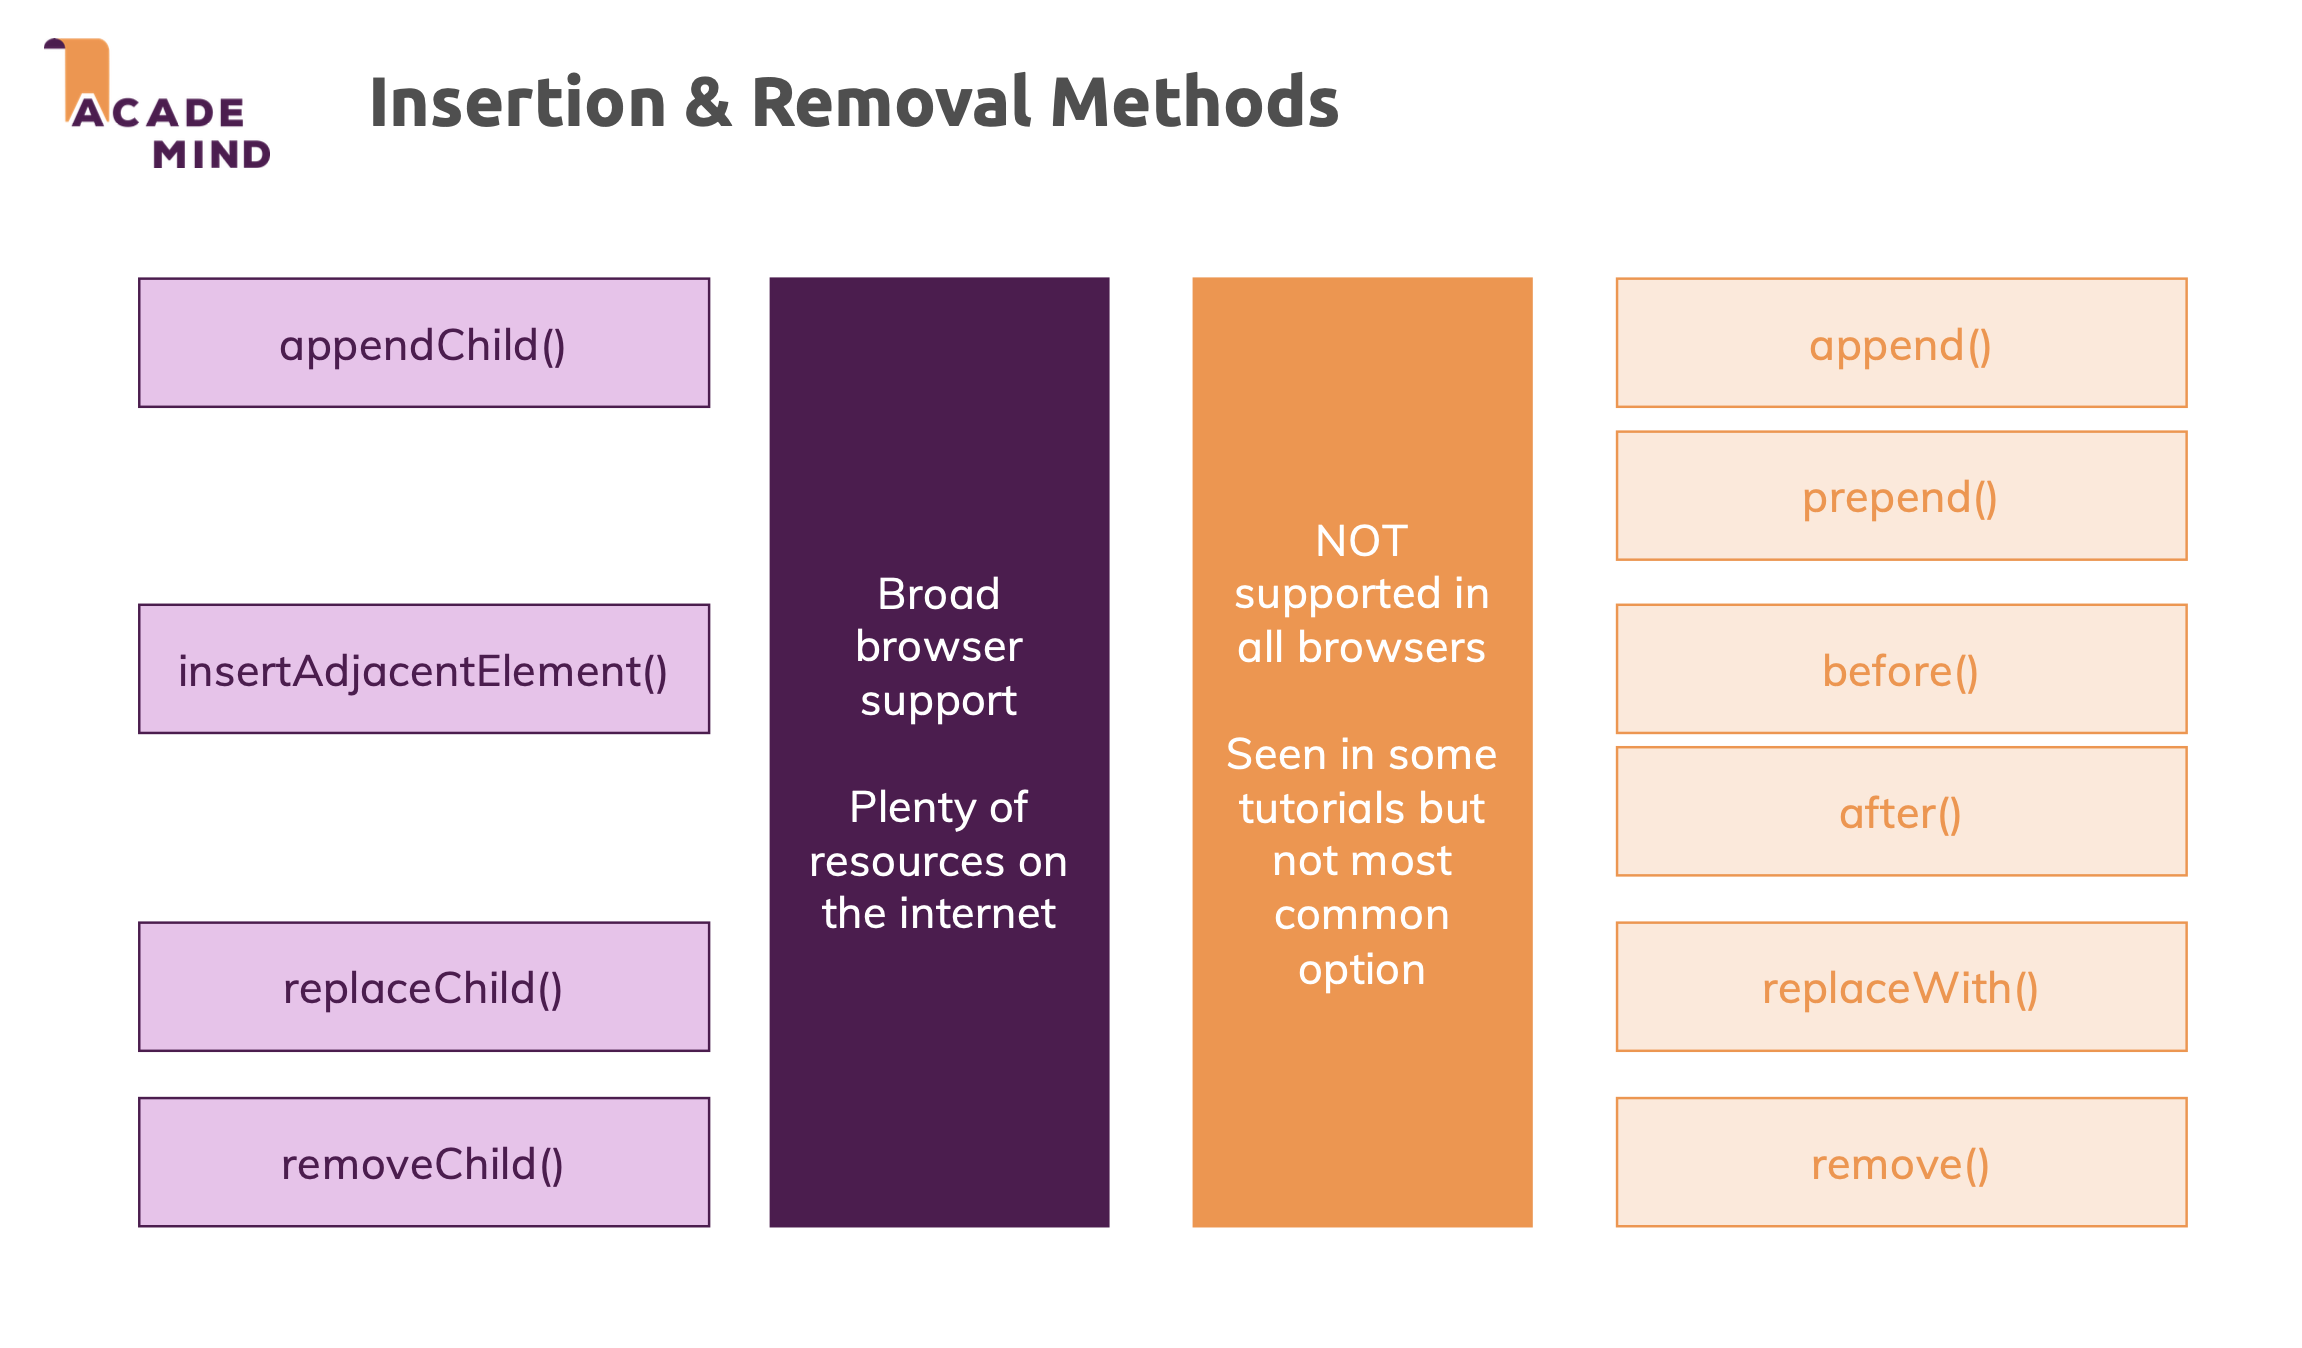 ACADE
MIND
Insertion & Removal Methods
appendChild()
insertAdjacentElement()
replaceChild()
removeChild()
Broad
browser
support
Plenty of
resources on
the internet
NOT
supported in
all browsers
Seen in some
tutorials but
not most
common
option
append()
prepend()
before()
after()
replaceWith()
remove()